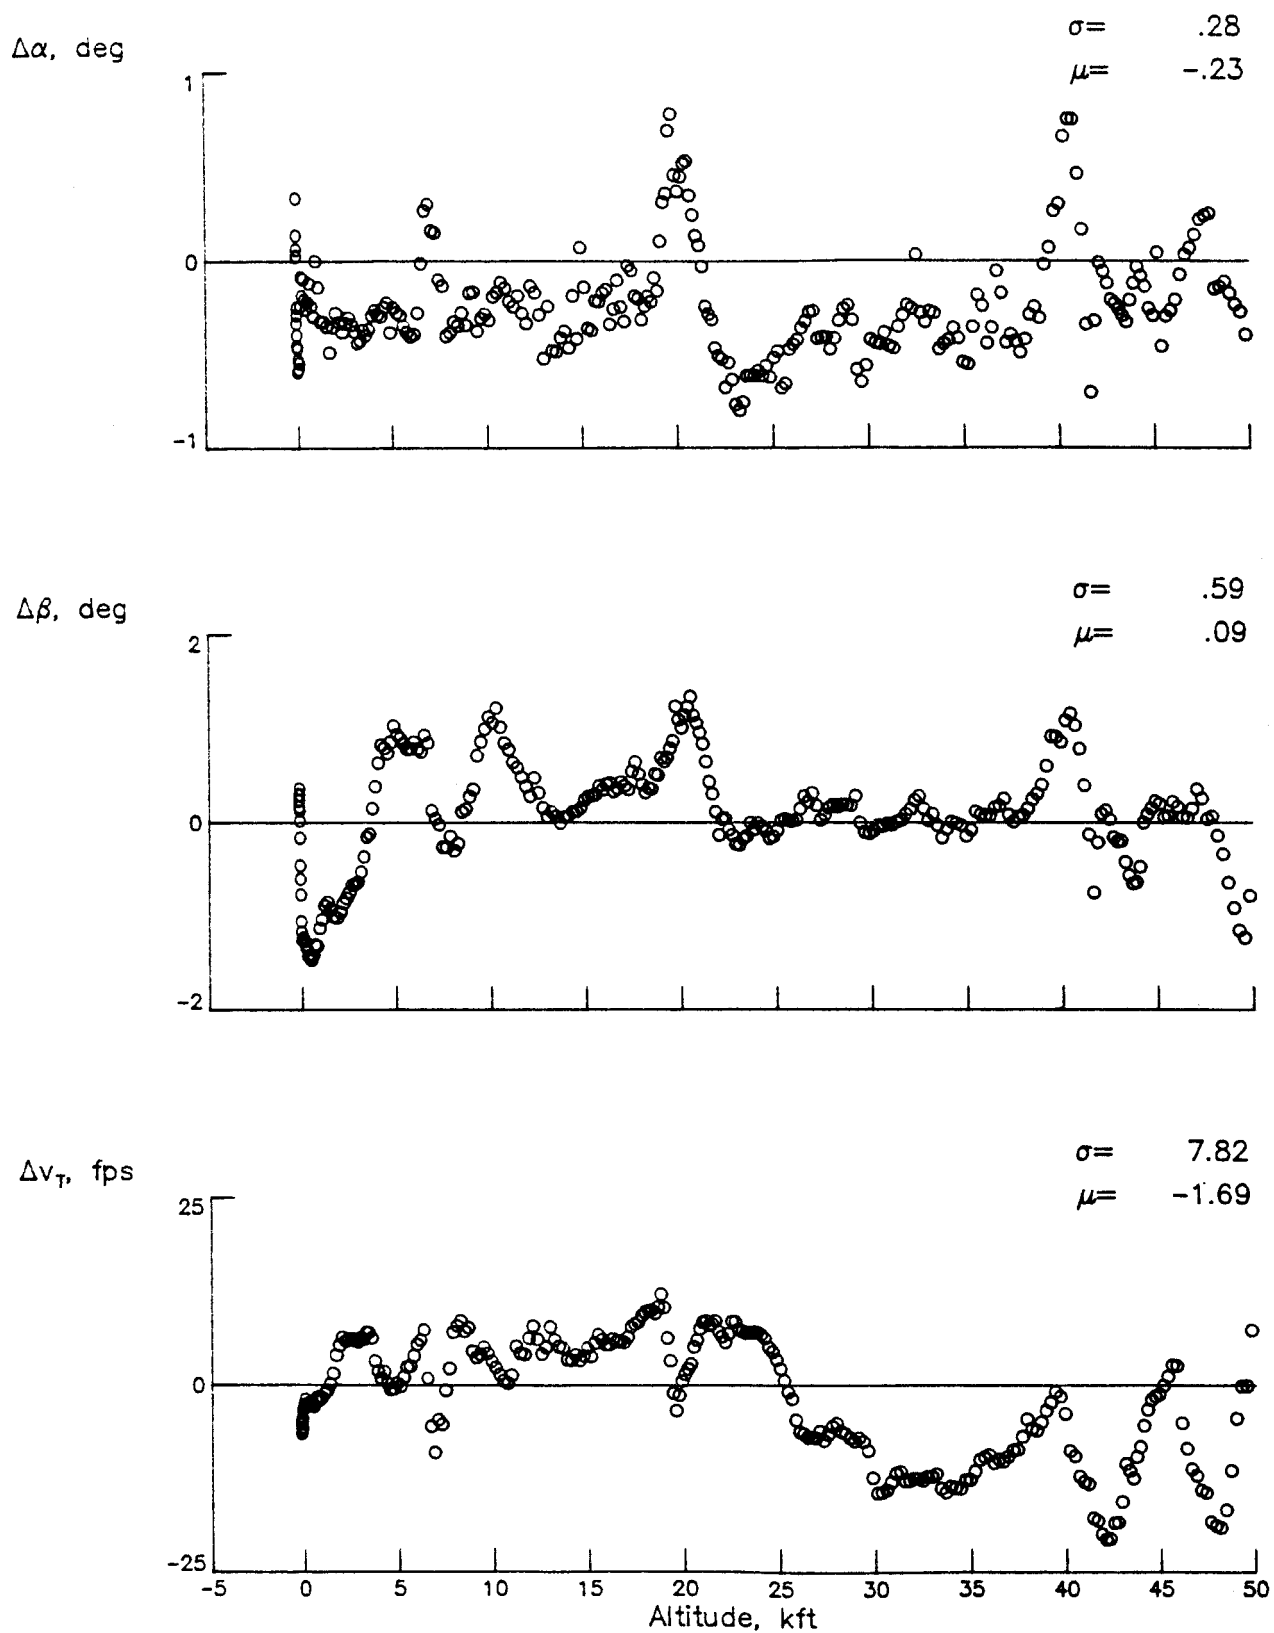 σ= .28
Δα, deg
μ= -.23
1
0
-1
σ= .59
Δβ, deg
μ= .09
2
0
-2
σ= 7.82
Δv_T, fps
μ= -1.69
25
0
-25
-5 0 5 10 15 20 25 30 35 40 45 50
Altitude, kft